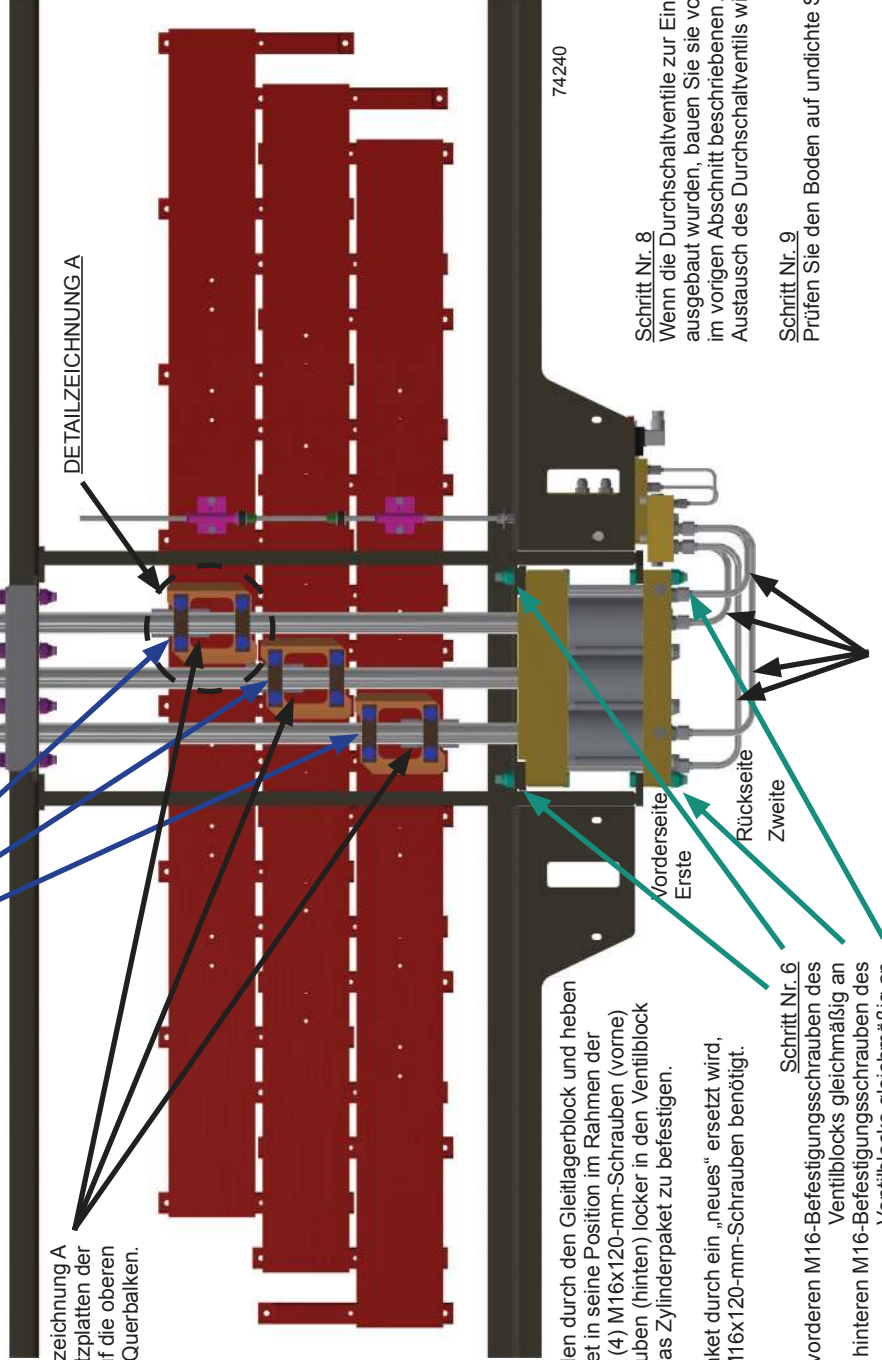 zeichnung A
tzplatten der
f die oberen
Querbalken.
DETAILZEICHNUNG A
74240
len durch den Gleitlagerblock und heben
et in seine Position im Rahmen der
(4) M16x120-mm-Schrauben (vorne)
uben (hinten) locker in den Ventilblock
as Zylinderpaket zu befestigen.
ket durch ein „neues“ ersetzt wird,
M16x120-mm-Schrauben benötigt.
Schritt Nr. 6
vorderen M16-Befestigungsschrauben des
Ventilblocks gleichmäßig an
hinteren M16-Befestigungsschrauben des
Ventilblocks gleichmäßig an
Vorderseite
Erste
Rückseite
Zweite
Schritt Nr. 8
Wenn die Durchschaltventile zur Ein
ausgebaut wurden, bauen Sie sie vo
im vorigen Abschnitt beschriebenen
Austausch des Durchschaltventils wi
Schritt Nr. 9
Prüfen Sie den Boden auf undichte S